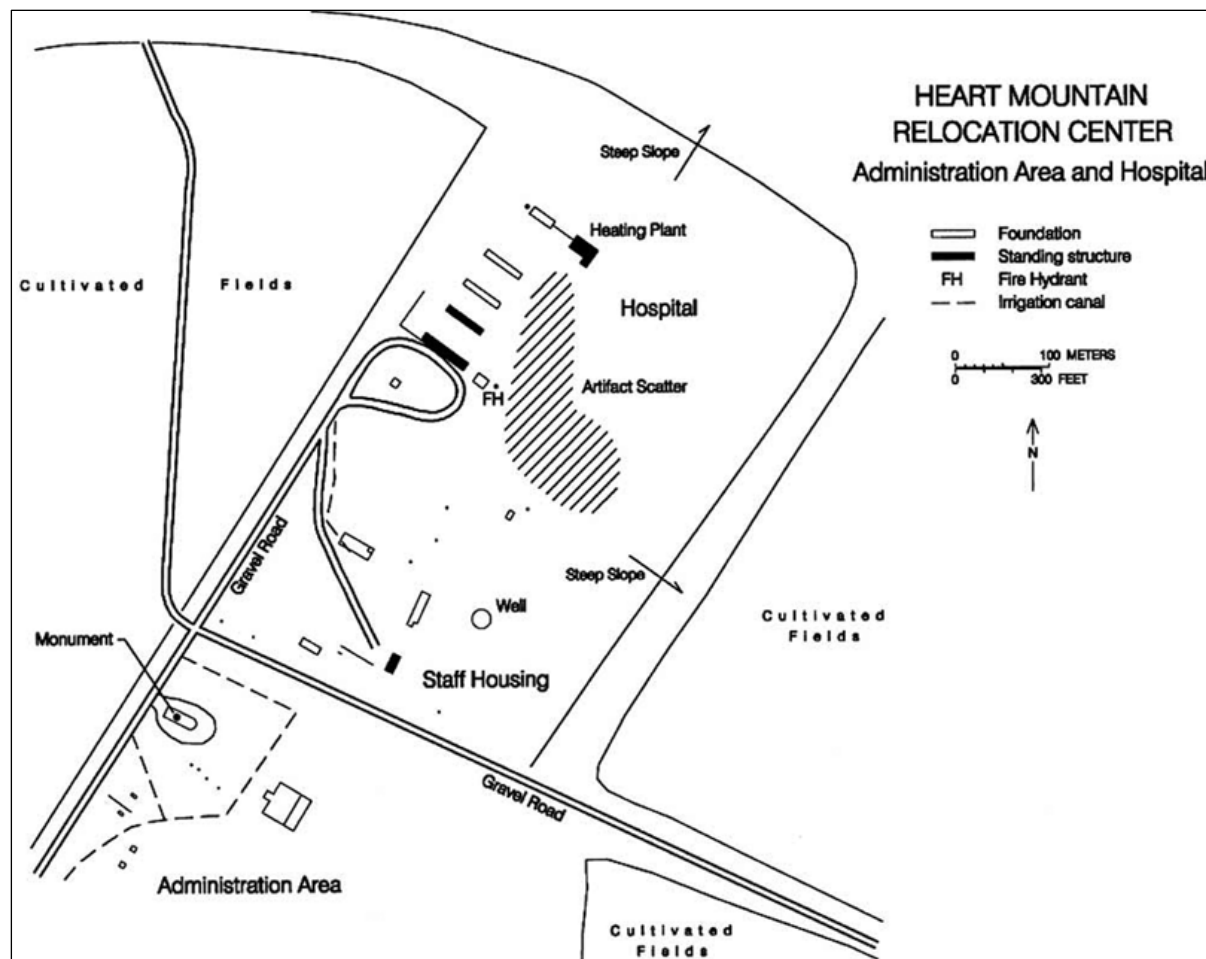 HEART MOUNTAIN
RELOCATION CENTER
Administration Area and Hospital
Foundation
Standing structure
FH Fire Hydrant
Irrigation canal
0 100 METERS
0 300 FEET
N
Steep Slope
Heating Plant
Cultivated Fields
Hospital
Artifact Scatter
FH
Gravel Road
Steep Slope
Well
Cultivated
Fields
Monument
Staff Housing
Gravel Road
Administration Area
Cultivated
Fields